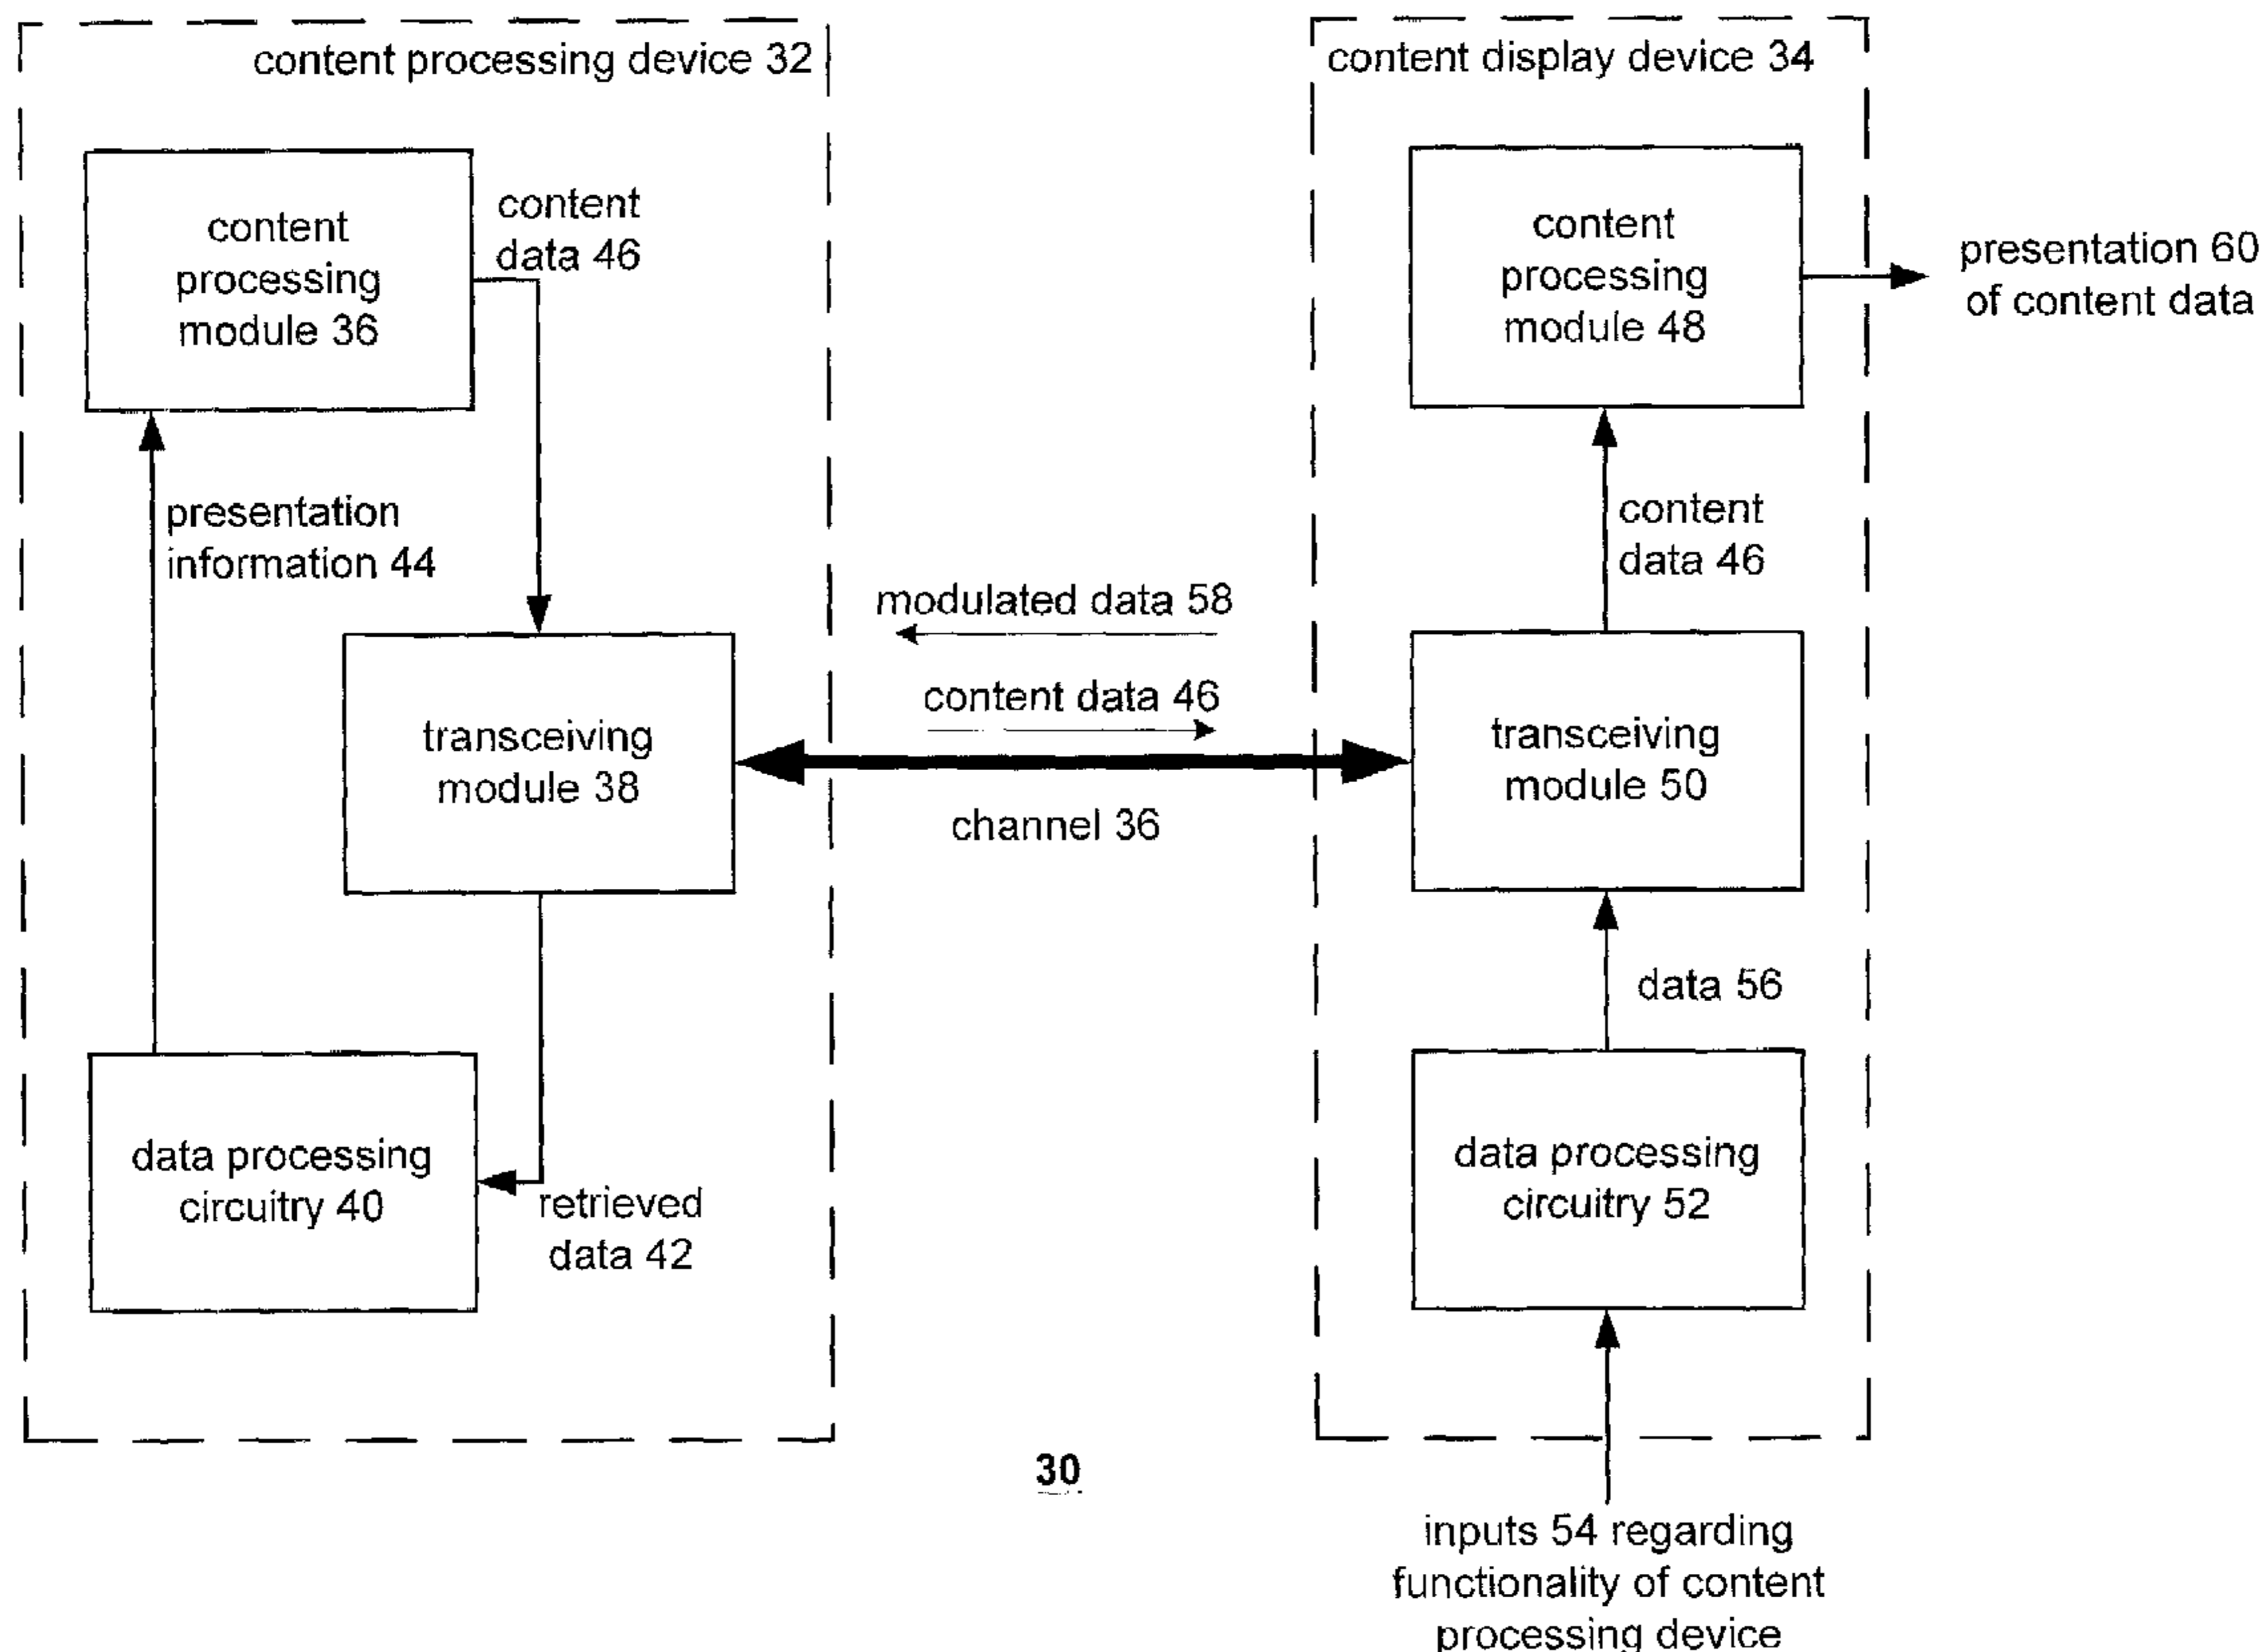 content processing device 32
content
processing
module 36
content
data 46
presentation
information 44
transceiving
module 38
data processing
circuitry 40
retrieved
data 42
modulated data 58
content data 46
channel 36
30
content display device 34
content
processing
module 48
presentation 60
of content data
content
data 46
transceiving
module 50
data 56
data processing
circuitry 52
inputs 54 regarding
functionality of content
processing device